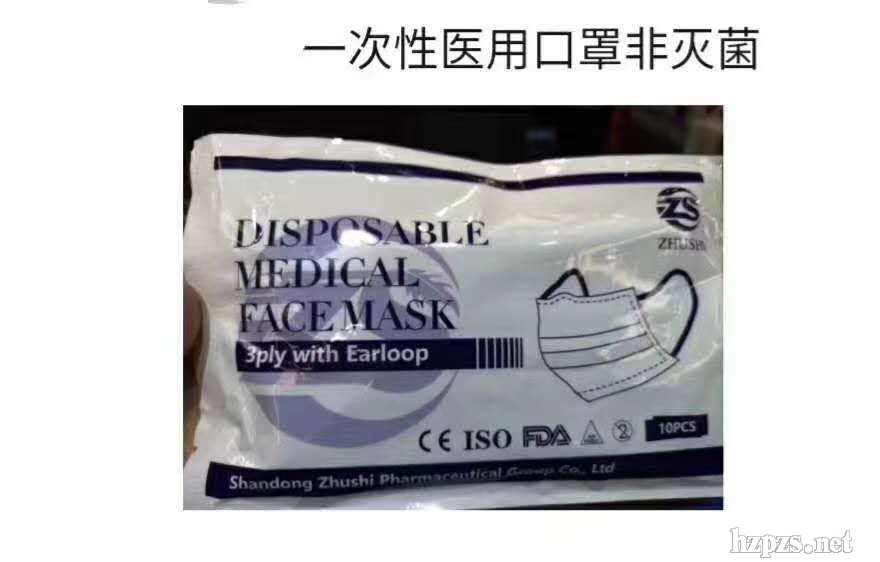 一次性医用口罩非灭菌
ZS
ZHUSHI
DISPOSABLE
MEDICAL
FACE MASK
3ply with Earloop
CE ISO FDA 2 10PCS
Shandong Zhushi Pharmaceutical Group Co., Ltd
hzpzs.net